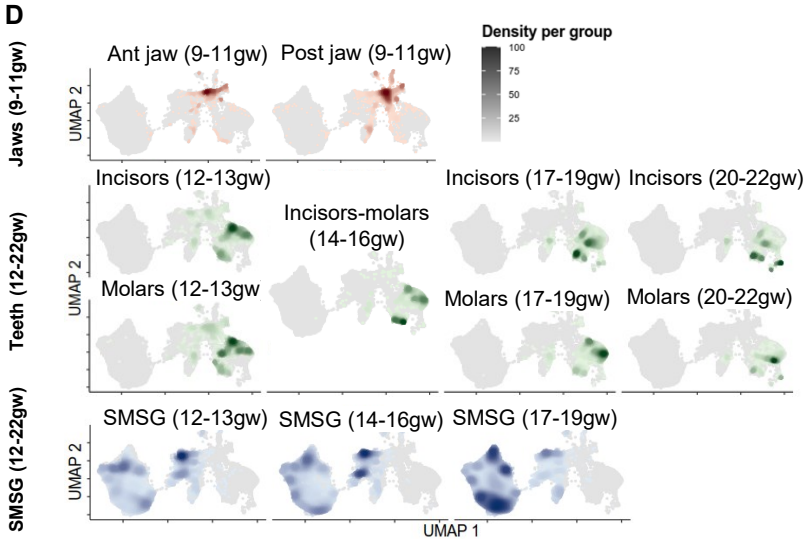 D
Density per group
100
75
50
25
Jaws (9-11gw)
Ant jaw (9-11gw) Post jaw (9-11gw)
UMAP 2
Teeth (12-22gw)
Incisors (12-13gw)
Incisors-molars
(14-16gw)
Incisors (17-19gw) Incisors (20-22gw)
UMAP 2
Molars (12-13gw
Molars (17-19gw) Molars (20-22gw)
SMSG (12-22gw)
SMSG (12-13gw) SMSG (14-16gw) SMSG (17-19gw)
UMAP 2
UMAP 1